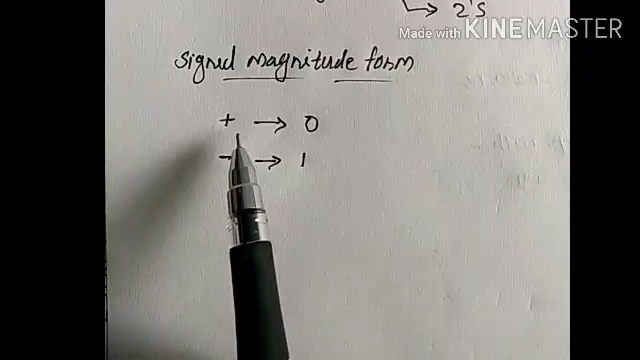 → 2's
Made with KINEMASTER
signed magnitude form
+ → 0
- → 1